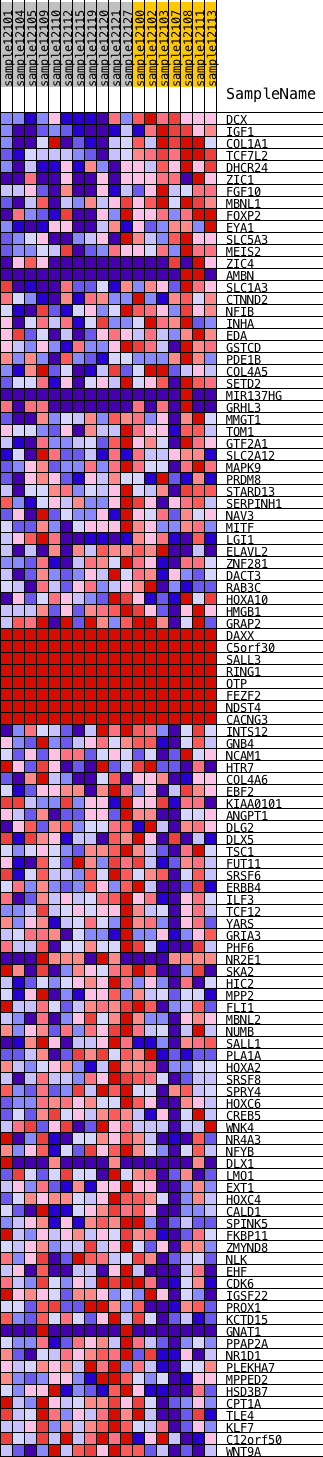 sample12101
sample12104
sample12105
sample12109
sample12110
sample12112
sample12115
sample12119
sample12120
sample12121
sample12100
sample12102
sample12103
sample12107
sample12108
sample12111
sample12113
SampleName
DCX
IGF1
COL1A1
TCF7L2
DHCR24
ZIC1
FGF10
MBNL1
FOXP2
EYA1
SLC5A3
MEIS2
ZIC4
AMBN
SLC1A3
CTNND2
NFIB
INHA
EDA
GSTCD
PDE1B
COL4A5
SETD2
MIR137HG
GRHL3
MMGT1
TOM1
GTF2A1
SLC2A12
MAPK9
PRDM8
STARD13
SERPINH1
NAV3
MITF
LGI1
ELAVL2
ZNF281
DACT3
RAB3C
HOXA10
HMGB1
GRAP2
DAXX
C5orf30
SALL3
RING1
OTP
FEZF2
NDST4
CACNG3
INTS12
GNB4
NCAM1
HTR7
COL4A6
EBF2
KIAA0101
ANGPT1
DLG2
DLX5
TSC1
FUT11
SRSF6
ERBB4
ILF3
TCF12
YARS
GRIA3
PHF6
NR2E1
SKA2
HIC2
MPP2
FLI1
MBNL2
NUMB
SALL1
PLA1A
HOXA2
SRSF8
SPRY4
HOXC6
CREB5
WNK4
NR4A3
NFYB
DLX1
LMO1
EXT1
HOXC4
CALD1
SPINK5
FKBP11
ZMYND8
NLK
EHF
CDK6
IGSF22
PROX1
KCTD15
GNAT1
PPAP2A
NR1D1
PLEKHA7
MPPED2
HSD3B7
CPT1A
TLE4
KLF7
C12orf50
WNT9A